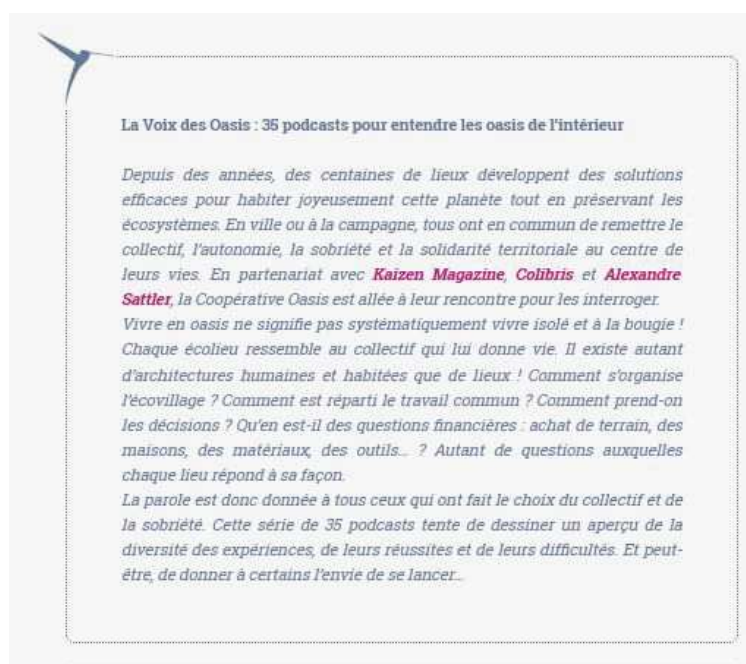 La Voix des Oasis : 35 podcasts pour entendre les oasis de l'intérieur
Depuis des années, des centaines de lieux développent des solutions
efficaces pour habiter joyeusement cette planète tout en préservant les
écosystèmes. En ville ou à la campagne, tous ont en commun de remettre le
collectif, l'autonomie, la sobriété et la solidarité territoriale au centre de
leurs vies. En partenariat avec Kaizen Magazine, Colibris et Alexandre
Sattler, la Coopérative Oasis est allée à leur rencontre pour les interroger.
Vivre en oasis ne signifie pas systématiquement vivre isolé et à la bougie !
Chaque écolieu ressemble au collectif qui lui donne vie. Il existe autant
d'architectures humaines et habitées que de lieux ! Comment s'organise
l'écovillage ? Comment est réparti le travail commun ? Comment prend-on
les décisions ? Qu'en est-il des questions financières : achat de terrain, des
maisons, des matériaux, des outils... ? Autant de questions auxquelles
chaque lieu répond à sa façon.
La parole est donc donnée à tous ceux qui ont fait le choix du collectif et de
la sobriété. Cette série de 35 podcasts tente de dessiner un aperçu de la
diversité des expériences, de leurs réussites et de leurs difficultés. Et peut-
être, de donner à certains l'envie de se lancer...